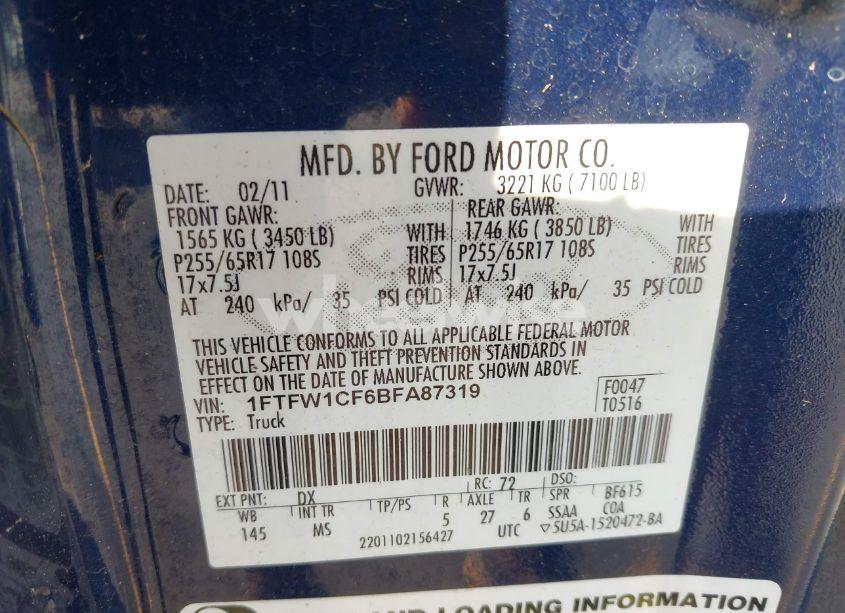 MFD. BY FORD MOTOR CO.
DATE: 02/11 GVWR: 3221 KG ( 7100 LB)
FRONT GAWR: REAR GAWR:
1565 KG ( 3450 LB) WITH 1746 KG ( 3850 LB) WITH
P255/65R17 108S TIRES P255/65R17 108S TIRES
17x7.5J RIMS 17x7.5J RIMS
AT 240 kPa/ 35 PSI COLD AT 240 kPa/ 35 PSI COLD
wheelwise
THIS VEHICLE CONFORMS TO ALL APPLICABLE FEDERAL MOTOR
VEHICLE SAFETY AND THEFT PREVENTION STANDARDS IN
EFFECT ON THE DATE OF MANUFACTURE SHOWN ABOVE.
VIN: 1FTFW1CF6BFA87319 F0047
TYPE: Truck T0516
EXT PNT: DX RC: 72 DSO:
WB INT TR TP/PS R AXLE TR SPR BF615
145 MS 5 27 6 SSAA COA
2201102156427 UTC ▽5U5A-1520472-BA
AND LOADING INFORMATION